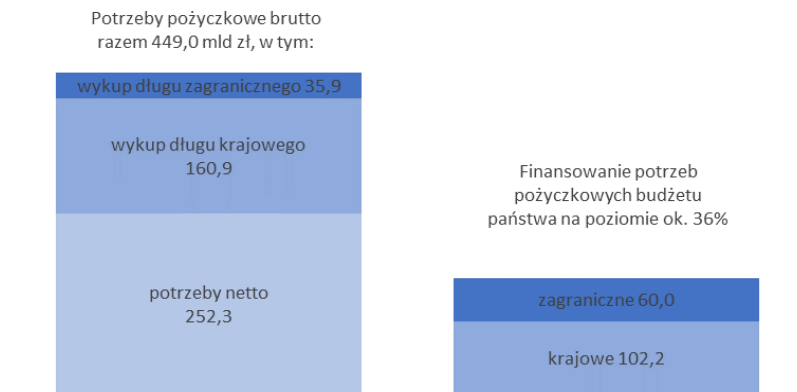 Potrzeby pożyczkowe brutto
razem 449,0 mld zł, w tym:
wykup długu zagranicznego 35,9
wykup długu krajowego
160,9
potrzeby netto
252,3
Finansowanie potrzeb
pożyczkowych budżetu
państwa na poziomie ok. 36%
zagraniczne 60,0
krajowe 102,2